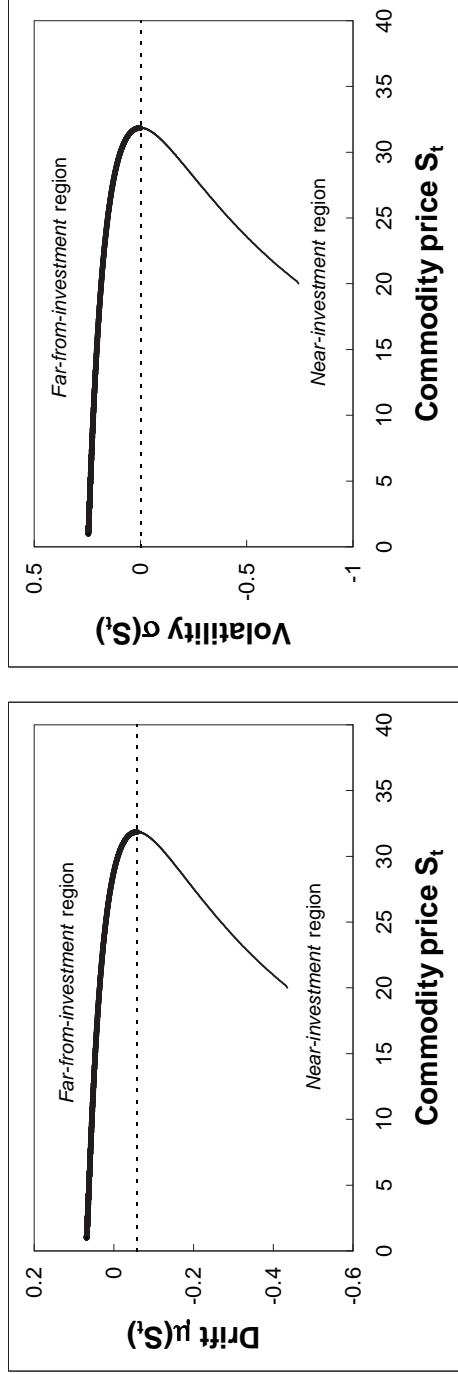 0.2
0
-0.2
-0.4
-0.6
Drift μ(Sₜ)
Far-from-investment region
Near-investment region
0 5 10 15 20 25 30 35 40
Commodity price Sₜ
0.5
0
-0.5
-1
Volatility σ(Sₜ)
Far-from-investment region
Near-investment region
0 5 10 15 20 25 30 35 40
Commodity price Sₜ